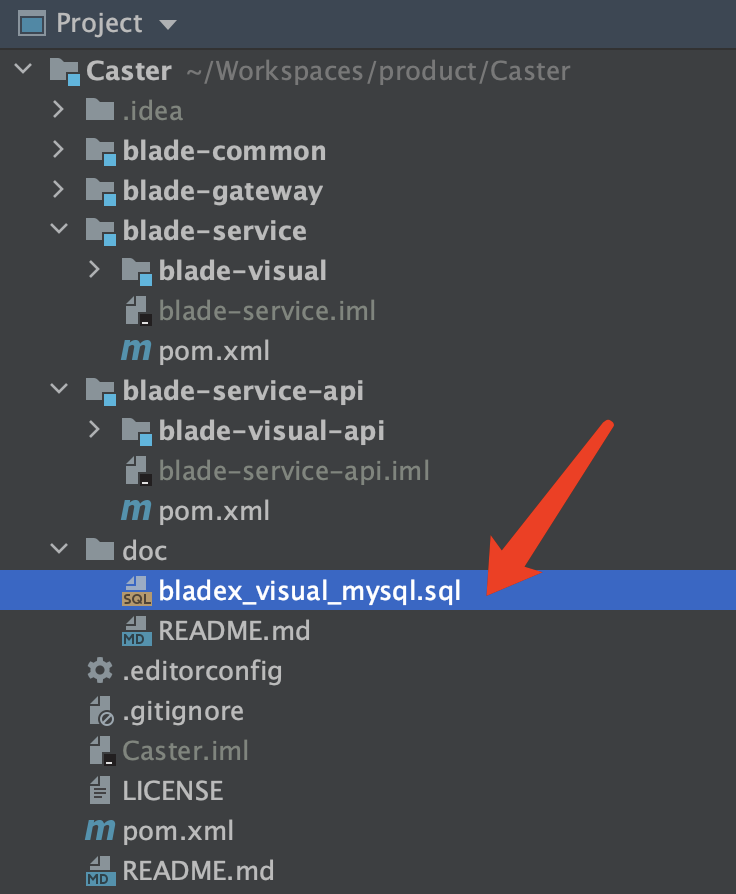 Project
Caster ~/Workspaces/product/Caster
.idea
blade-common
blade-gateway
blade-service
blade-visual
blade-service.iml
m pom.xml
blade-service-api
blade-visual-api
blade-service-api.iml
m pom.xml
doc
SQL bladex_visual_mysql.sql
MD README.md
.editorconfig
.gitignore
Caster.iml
LICENSE
m pom.xml
MD README.md